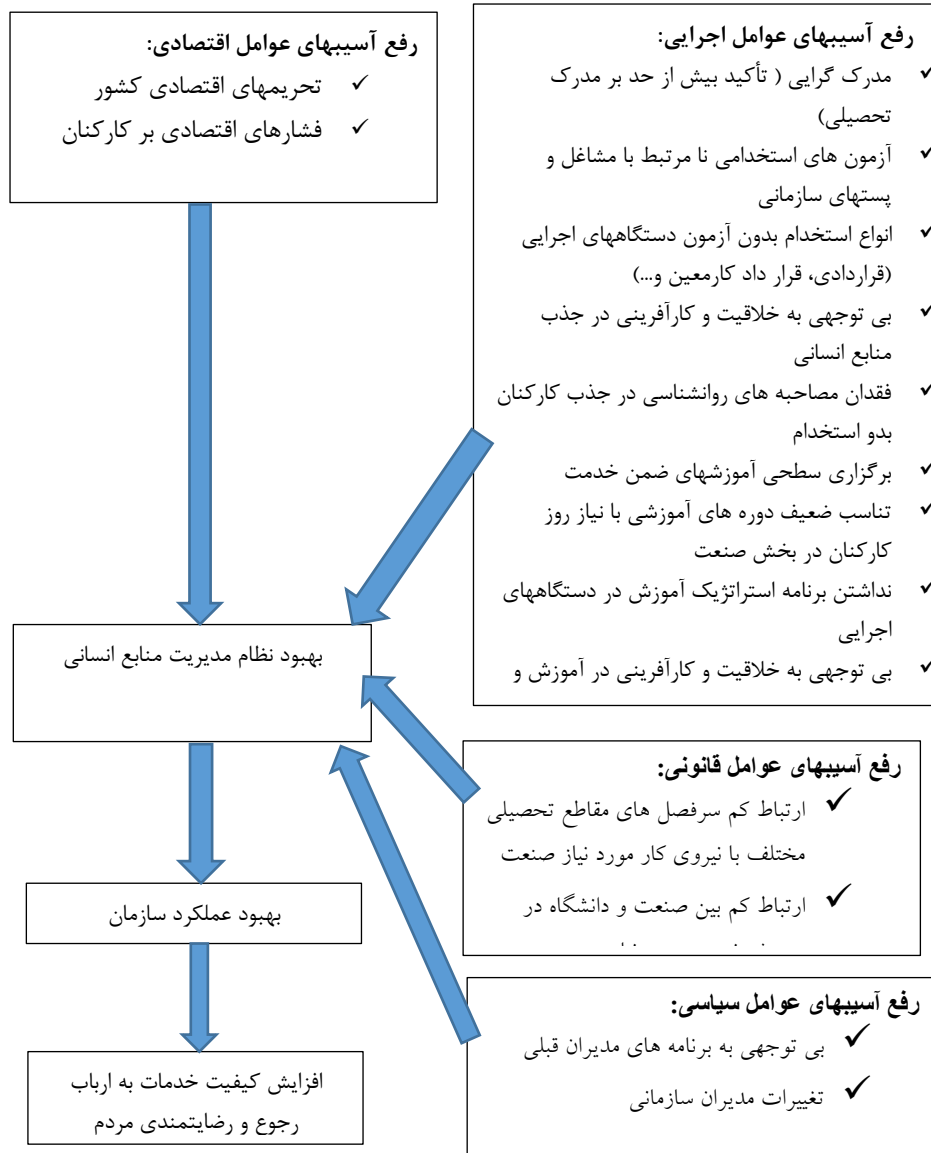 رفع آسیبهای عوامل اجرایی:
✓ مدرک گرایی ( تأکید بیش از حد بر مدرک
تحصیلی)
✓ آزمون های استخدامی نا مرتبط با مشاغل و
پستهای سازمانی
✓ انواع استخدام بدون آزمون دستگاههای اجرایی
(قراردادی، قرار داد کارمعین و...)
✓ بی توجهی به خلاقیت و کارآفرینی در جذب
منابع انسانی
✓ فقدان مصاحبه های روانشناسی در جذب کارکنان
بدو استخدام
✓ برگزاری سطحی آموزشهای ضمن خدمت
✓ تناسب ضعیف دوره های آموزشی با نیاز روز
کارکنان در بخش صنعت
✓ نداشتن برنامه استراتژیک آموزش در دستگاههای
اجرایی
✓ بی توجهی به خلاقیت و کارآفرینی در آموزش و
رفع آسیبهای عوامل اقتصادی:
✓ تحریمهای اقتصادی کشور
✓ فشارهای اقتصادی بر کارکنان
رفع آسیبهای عوامل قانونی:
✓ ارتباط کم سرفصل های مقاطع تحصیلی
مختلف با نیروی کار مورد نیاز صنعت
✓ ارتباط کم بین صنعت و دانشگاه در
رفع آسیبهای عوامل سیاسی:
✓ بی توجهی به برنامه های مدیران قبلی
✓ تغییرات مدیران سازمانی
بهبود نظام مدیریت منابع انسانی
بهبود عملکرد سازمان
افزایش کیفیت خدمات به ارباب
رجوع و رضایتمندی مردم